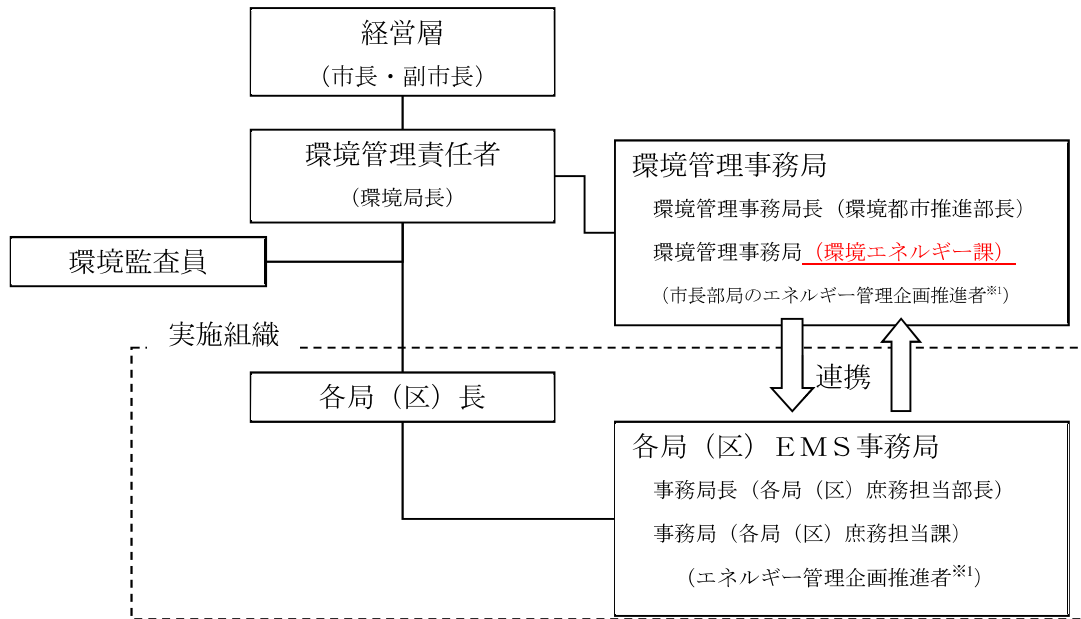 経営層
（市長・副市長）
環境管理責任者
（環境局長）
環境管理事務局
環境管理事務局長（環境都市推進部長）
環境管理事務局（環境エネルギー課）
（市長部局のエネルギー管理企画推進者※1）
環境監査員
実施組織
連携
各局（区）長
各局（区）ＥＭＳ事務局
事務局長（各局（区）庶務担当部長）
事務局（各局（区）庶務担当課）
（エネルギー管理企画推進者※1）